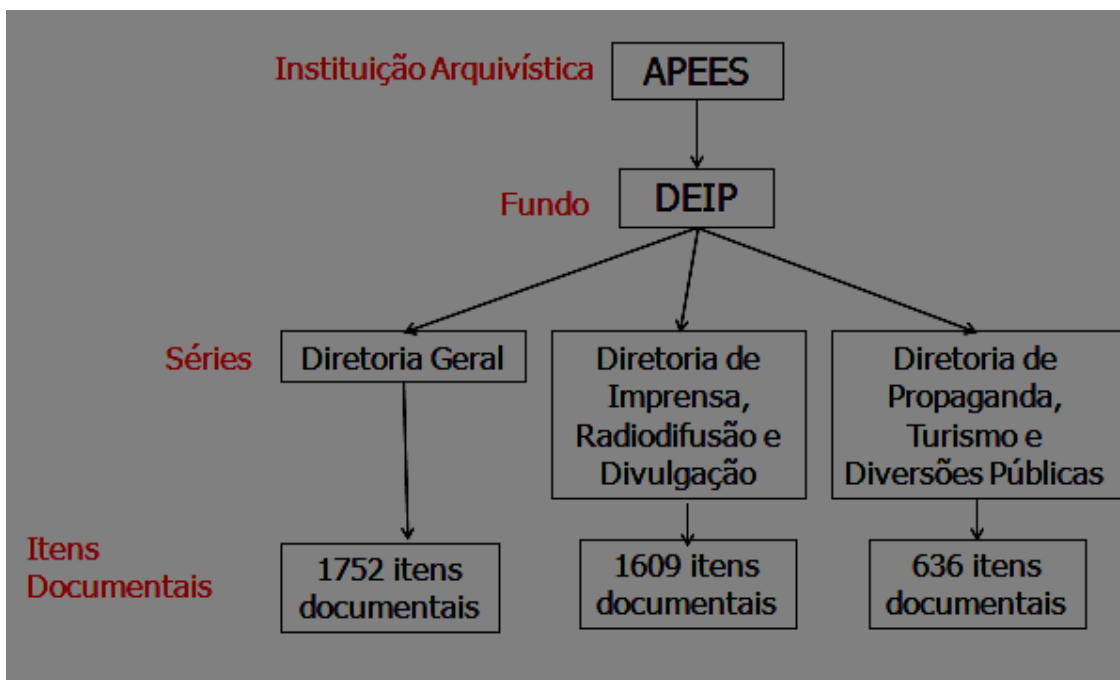 Instituição Arquivística
APEES
Fundo
DEIP
Séries
Diretoria Geral
Diretoria de
Imprensa,
Radiodifusão e
Divulgação
Diretoria de
Propaganda,
Turismo e
Diversões Públicas
Itens
Documentais
1752 itens
documentais
1609 itens
documentais
636 itens
documentais